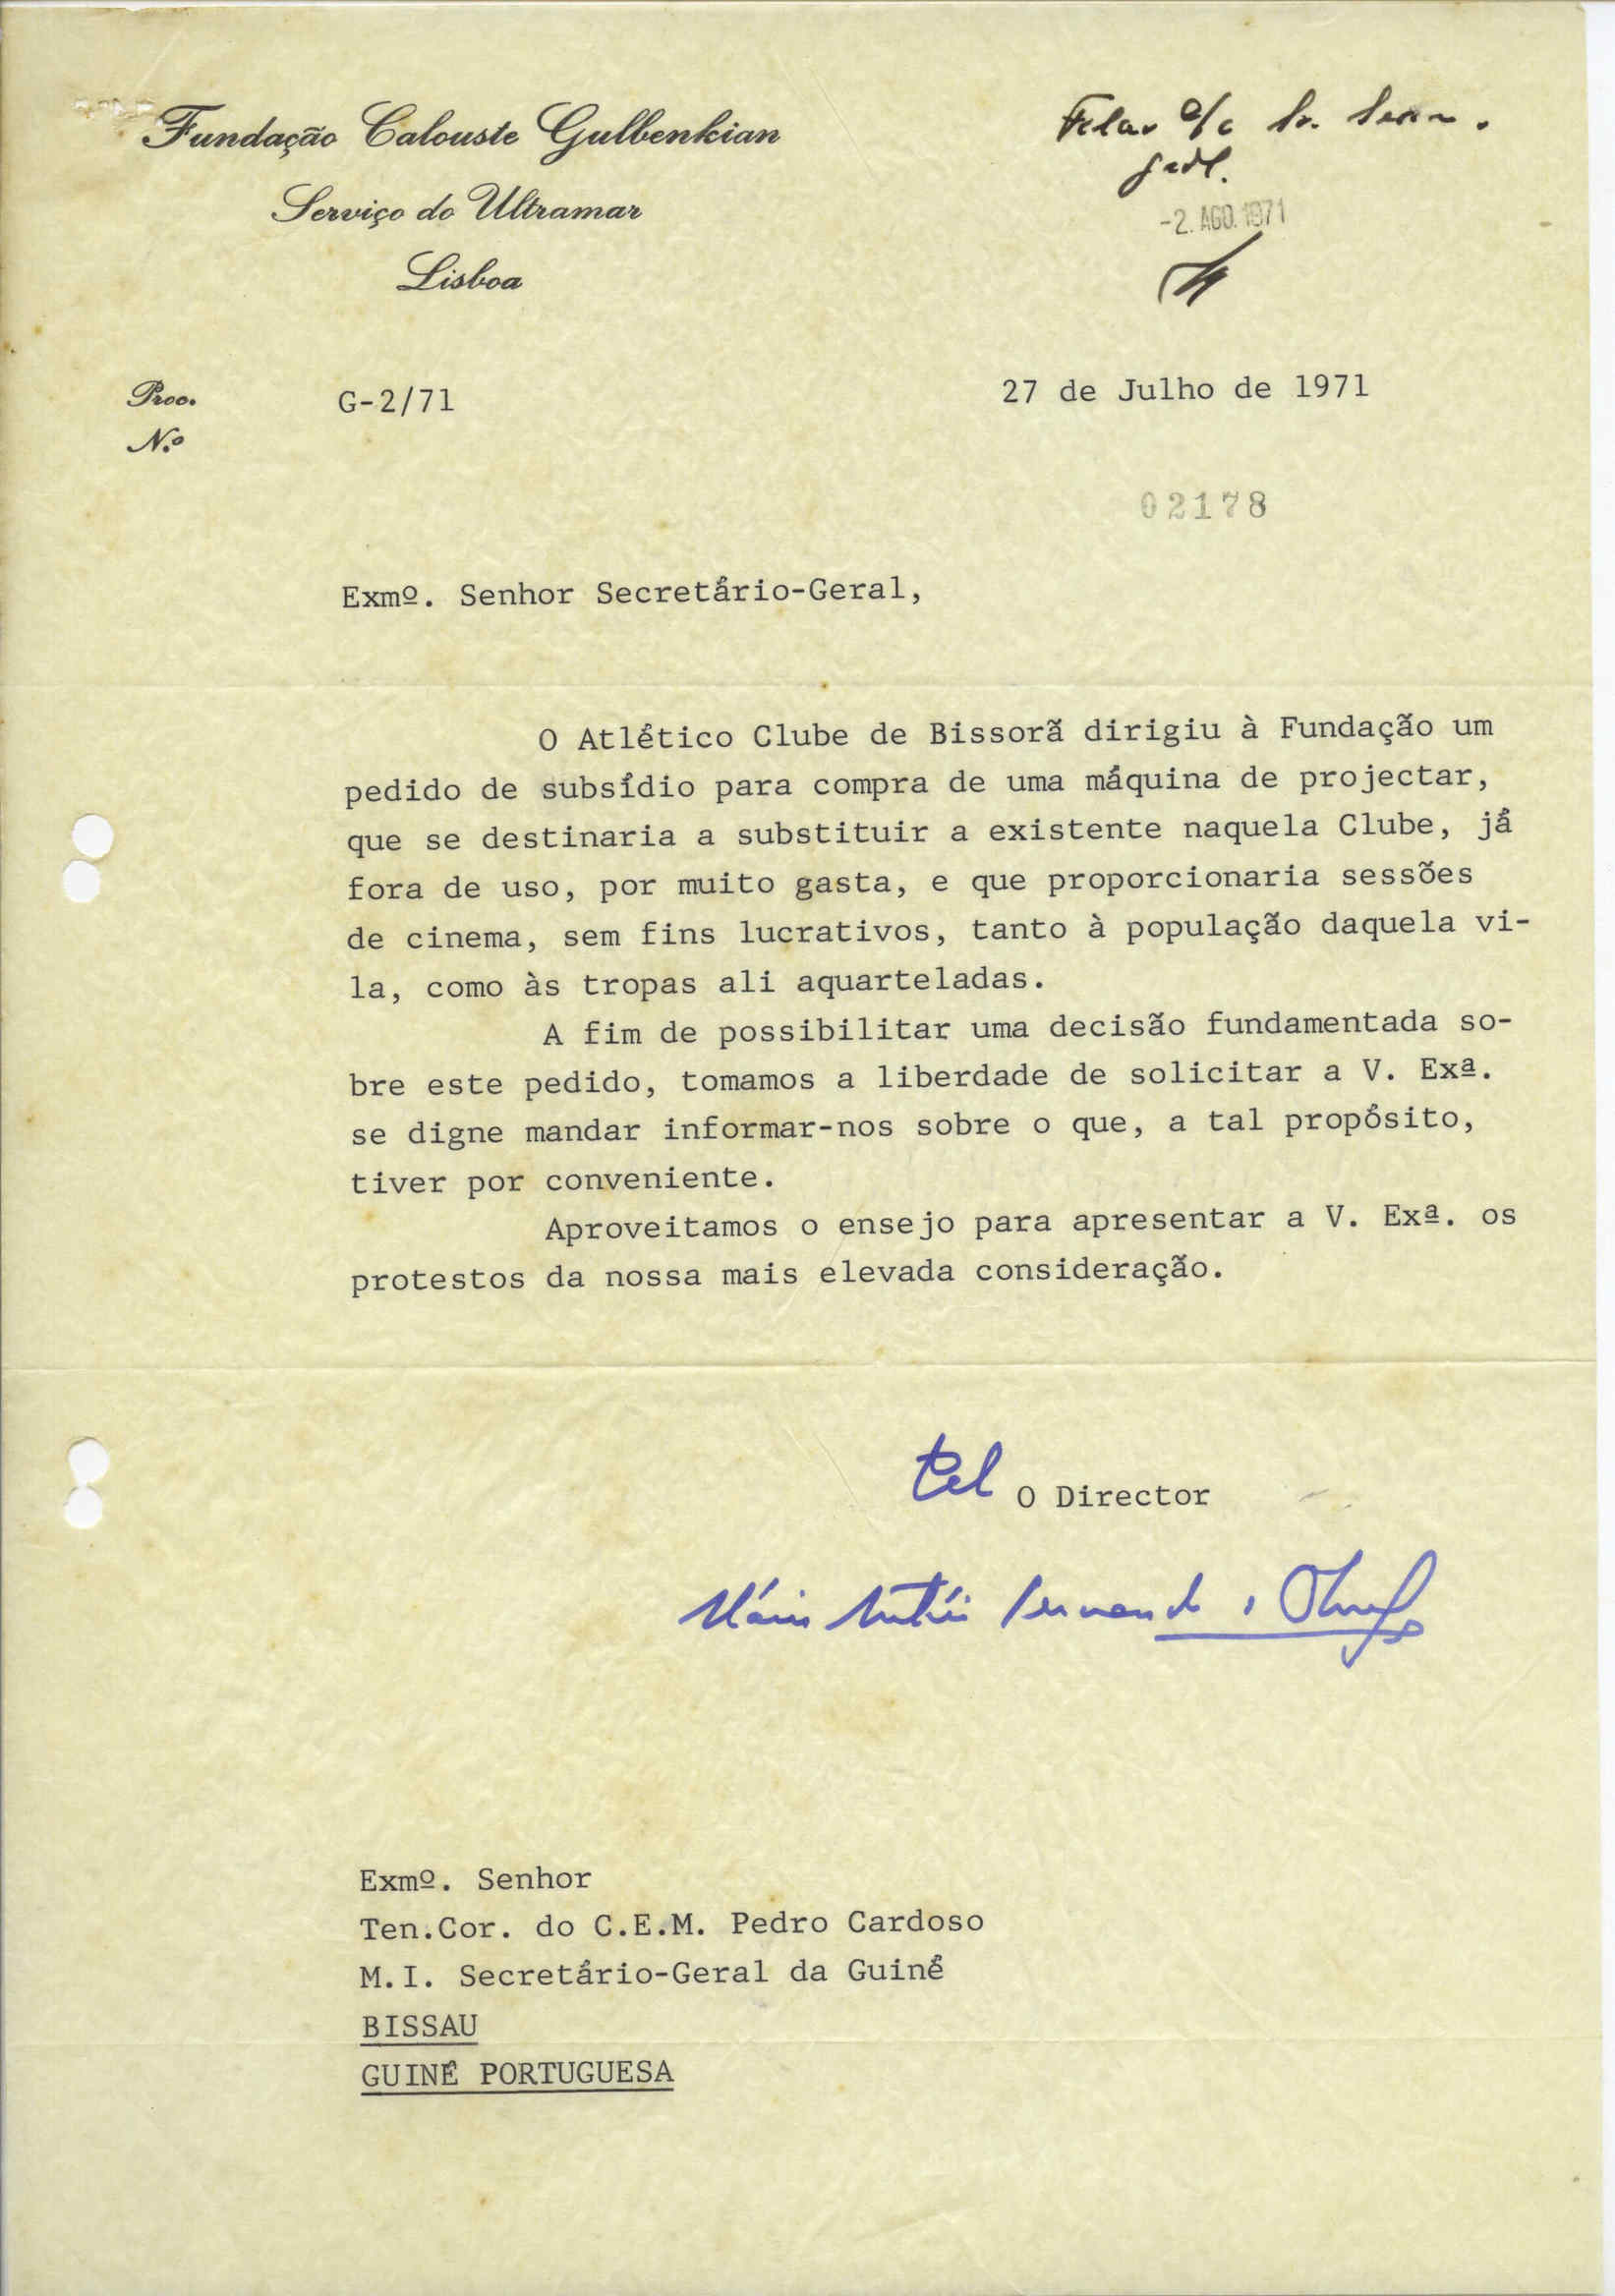 Fundação Calouste Gulbenkian
Serviço do Ultramar
Lisboa
Falar c/o Sr.
-2. AGO. 1971
Proc. G-2/71
27 de Julho de 1971
N.º
02178
Exmº. Senhor Secretário-Geral,
O Atlético Clube de Bissorã dirigiu à Fundação um
pedido de subsídio para compra de uma máquina de projectar,
que se destinaria a substituir a existente naquela Clube, já
fora de uso, por muito gasta, e que proporcionaria sessões
de cinema, sem fins lucrativos, tanto à população daquela vi-
la, como às tropas ali aquarteladas.
A fim de possibilitar uma decisão fundamentada so-
bre este pedido, tomamos a liberdade de solicitar a V. Exª.
se digne mandar informar-nos sobre o que, a tal propósito,
tiver por conveniente.
Aproveitamos o ensejo para apresentar a V. Exª. os
protestos da nossa mais elevada consideração.
Pel O Director
Mário António Fernandes
Exmº. Senhor
Ten.Cor. do C.E.M. Pedro Cardoso
M.I. Secretário-Geral da Guiné
BISSAU
GUINÉ PORTUGUESA